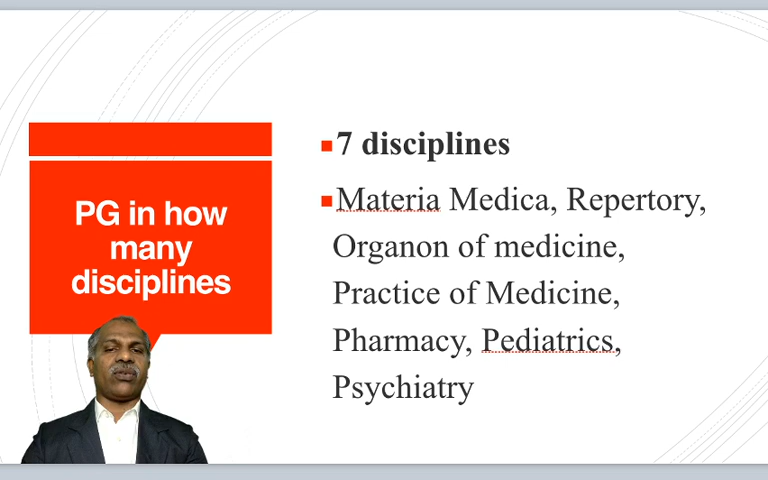 PG in how
many
disciplines
7 disciplines
Materia Medica, Repertory,
Organon of medicine,
Practice of Medicine,
Pharmacy, Pediatrics,
Psychiatry